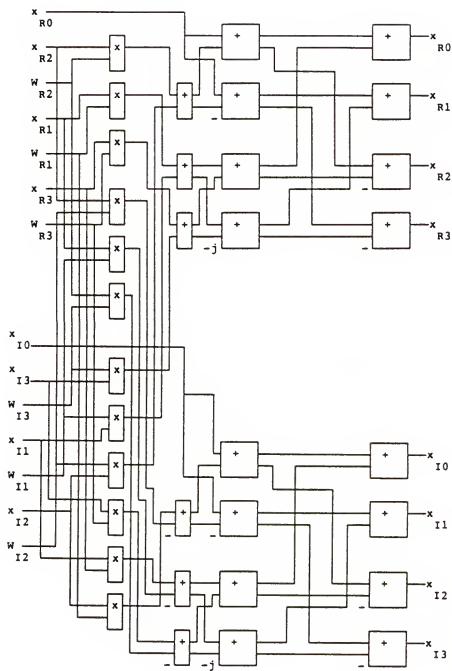 x
R0
x
R2
W
R2
x
R1
W
R1
x
R3
W
R3
x
I0
x
I3
W
I3
x
I1
W
I1
x
I2
W
I2
x
x
x
x
x
x
x
x
x
x
x
x
+
+
+
+
-
+
+
+
-j
+
+
+
-
+
-
x
R0
x
R1
x
R2
x
R3
+
-
+
-
+
-
+
+
-
+
+
-j
+
+
+
-
+
-
x
I0
x
I1
x
I2
x
I3